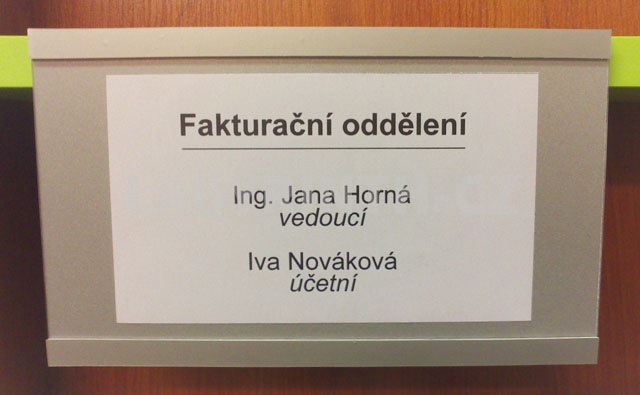 Fakturační oddělení
Ing. Jana Horná
vedoucí
Iva Nováková
účetní